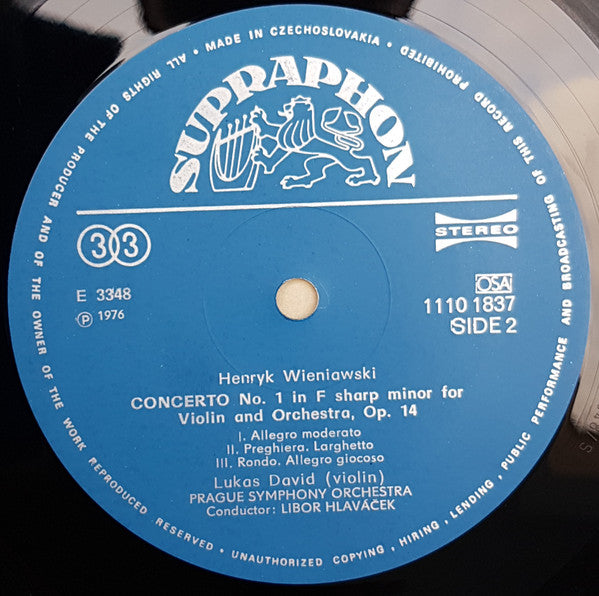 ALL RIGHTS OF THE PRODUCER AND OF THE OWNER OF THE WORK REPRODUCED RESERVED • UNAUTHORIZED COPYING, HIRING, LENDING, PUBLIC PERFORMANCE AND BROADCASTING OF THIS RECORD PROHIBITED • MADE IN CZECHOSLOVAKIA •
SUPRAPHON
33
STEREO
E 3348
OSA
℗ 1976
1110 1837
SIDE 2
Henryk Wieniawski
CONCERTO No. 1 in F sharp minor for
Violin and Orchestra, Op. 14
I. Allegro moderato
II. Preghiera. Larghetto
III. Rondo. Allegro giocoso
Lukas David (violin)
PRAGUE SYMPHONY ORCHESTRA
Conductor: LIBOR HLAVÁČEK